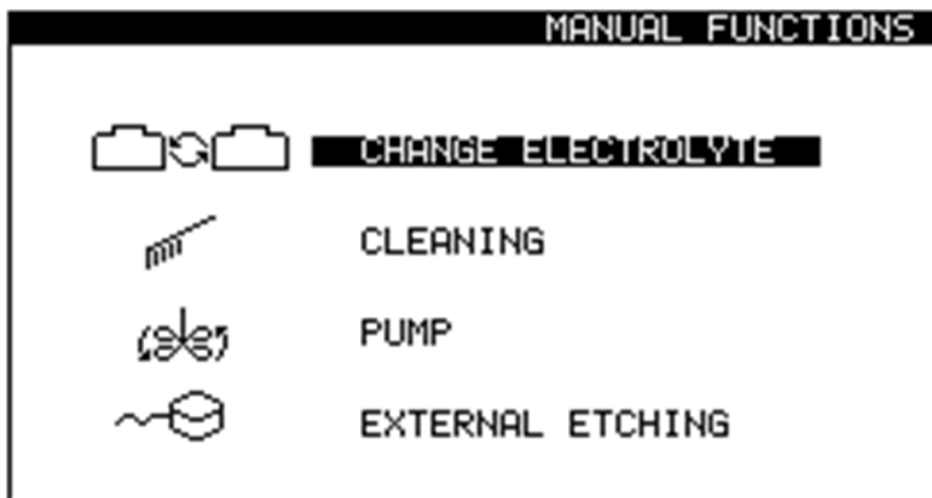 MANUAL FUNCTIONS
CHANGE ELECTROLYTE
CLEANING
PUMP
EXTERNAL ETCHING